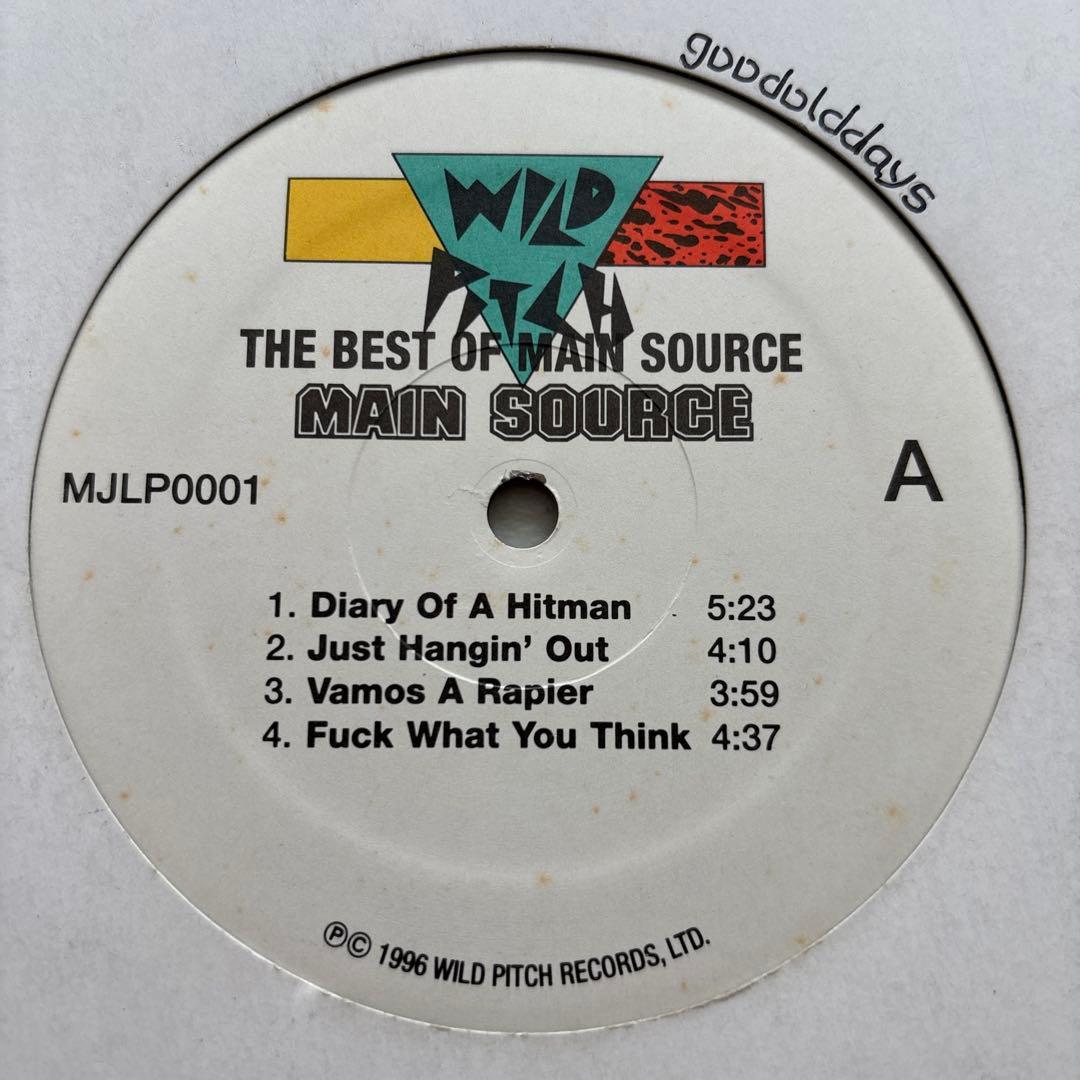 goodolddays
WILD
PITCH
THE BEST OF MAIN SOURCE
MAIN SOURCE
MJLP0001
A
1. Diary Of A Hitman 5:23
2. Just Hangin’ Out 4:10
3. Vamos A Rapier 3:59
4. Fuck What You Think 4:37
℗© 1996 WILD PITCH RECORDS, LTD.